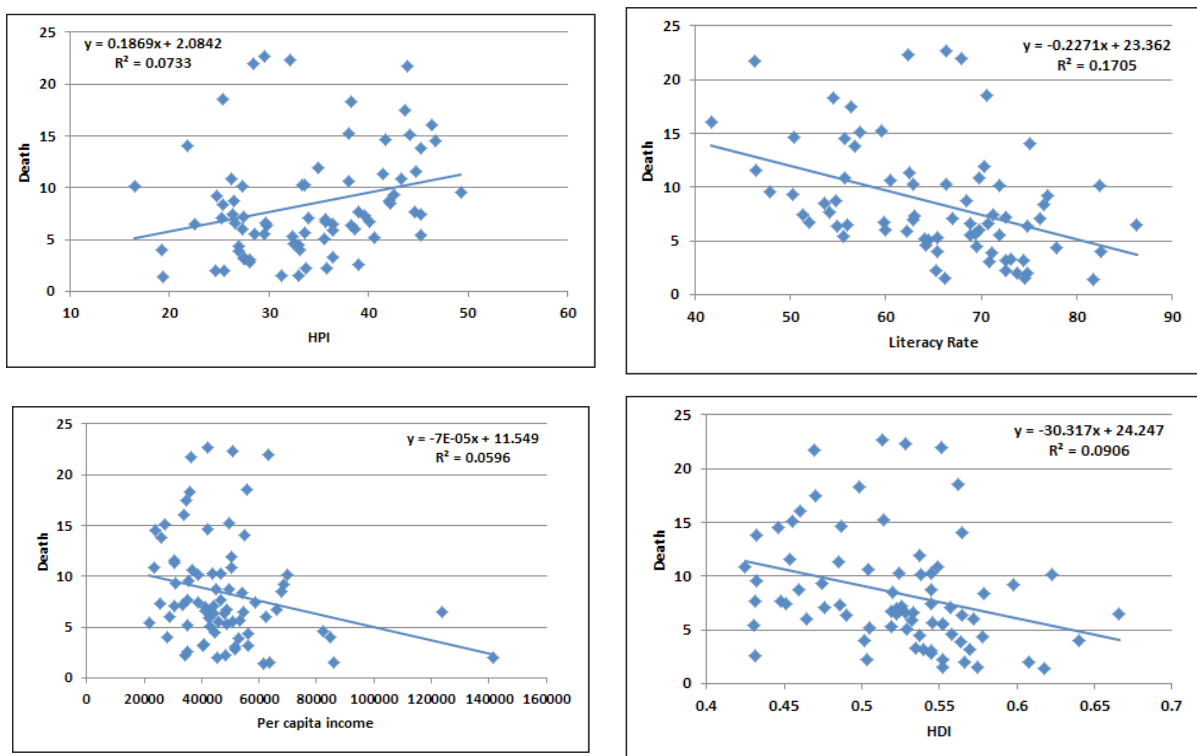 y = 0.1869x + 2.0842
R² = 0.0733
25
20
15
10
5
0
Death
10 20 30 40 50 60
HPI
y = -0.2271x + 23.362
R² = 0.1705
25
20
15
10
5
0
Death
40 50 60 70 80 90
Literacy Rate
y = -7E-05x + 11.549
R² = 0.0596
25
20
15
10
5
0
Death
0 20000 40000 60000 80000 100000 120000 140000 160000
Per capita income
y = -30.317x + 24.247
R² = 0.0906
25
20
15
10
5
0
Death
0.4 0.45 0.5 0.55 0.6 0.65 0.7
HDI